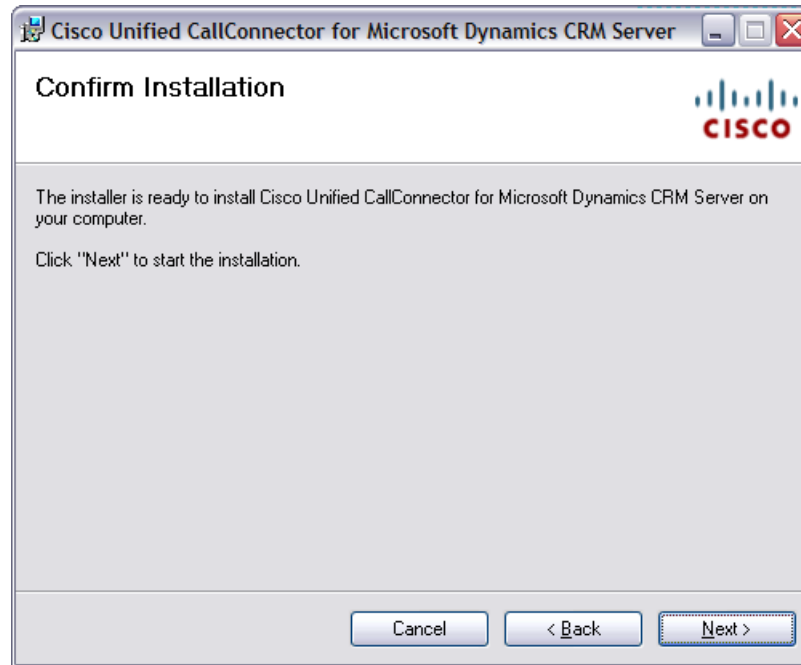 Cisco Unified CallConnector for Microsoft Dynamics CRM Server
Confirm Installation
CISCO
The installer is ready to install Cisco Unified CallConnector for Microsoft Dynamics CRM Server on
your computer.
Click "Next" to start the installation.
Cancel
< Back
Next >